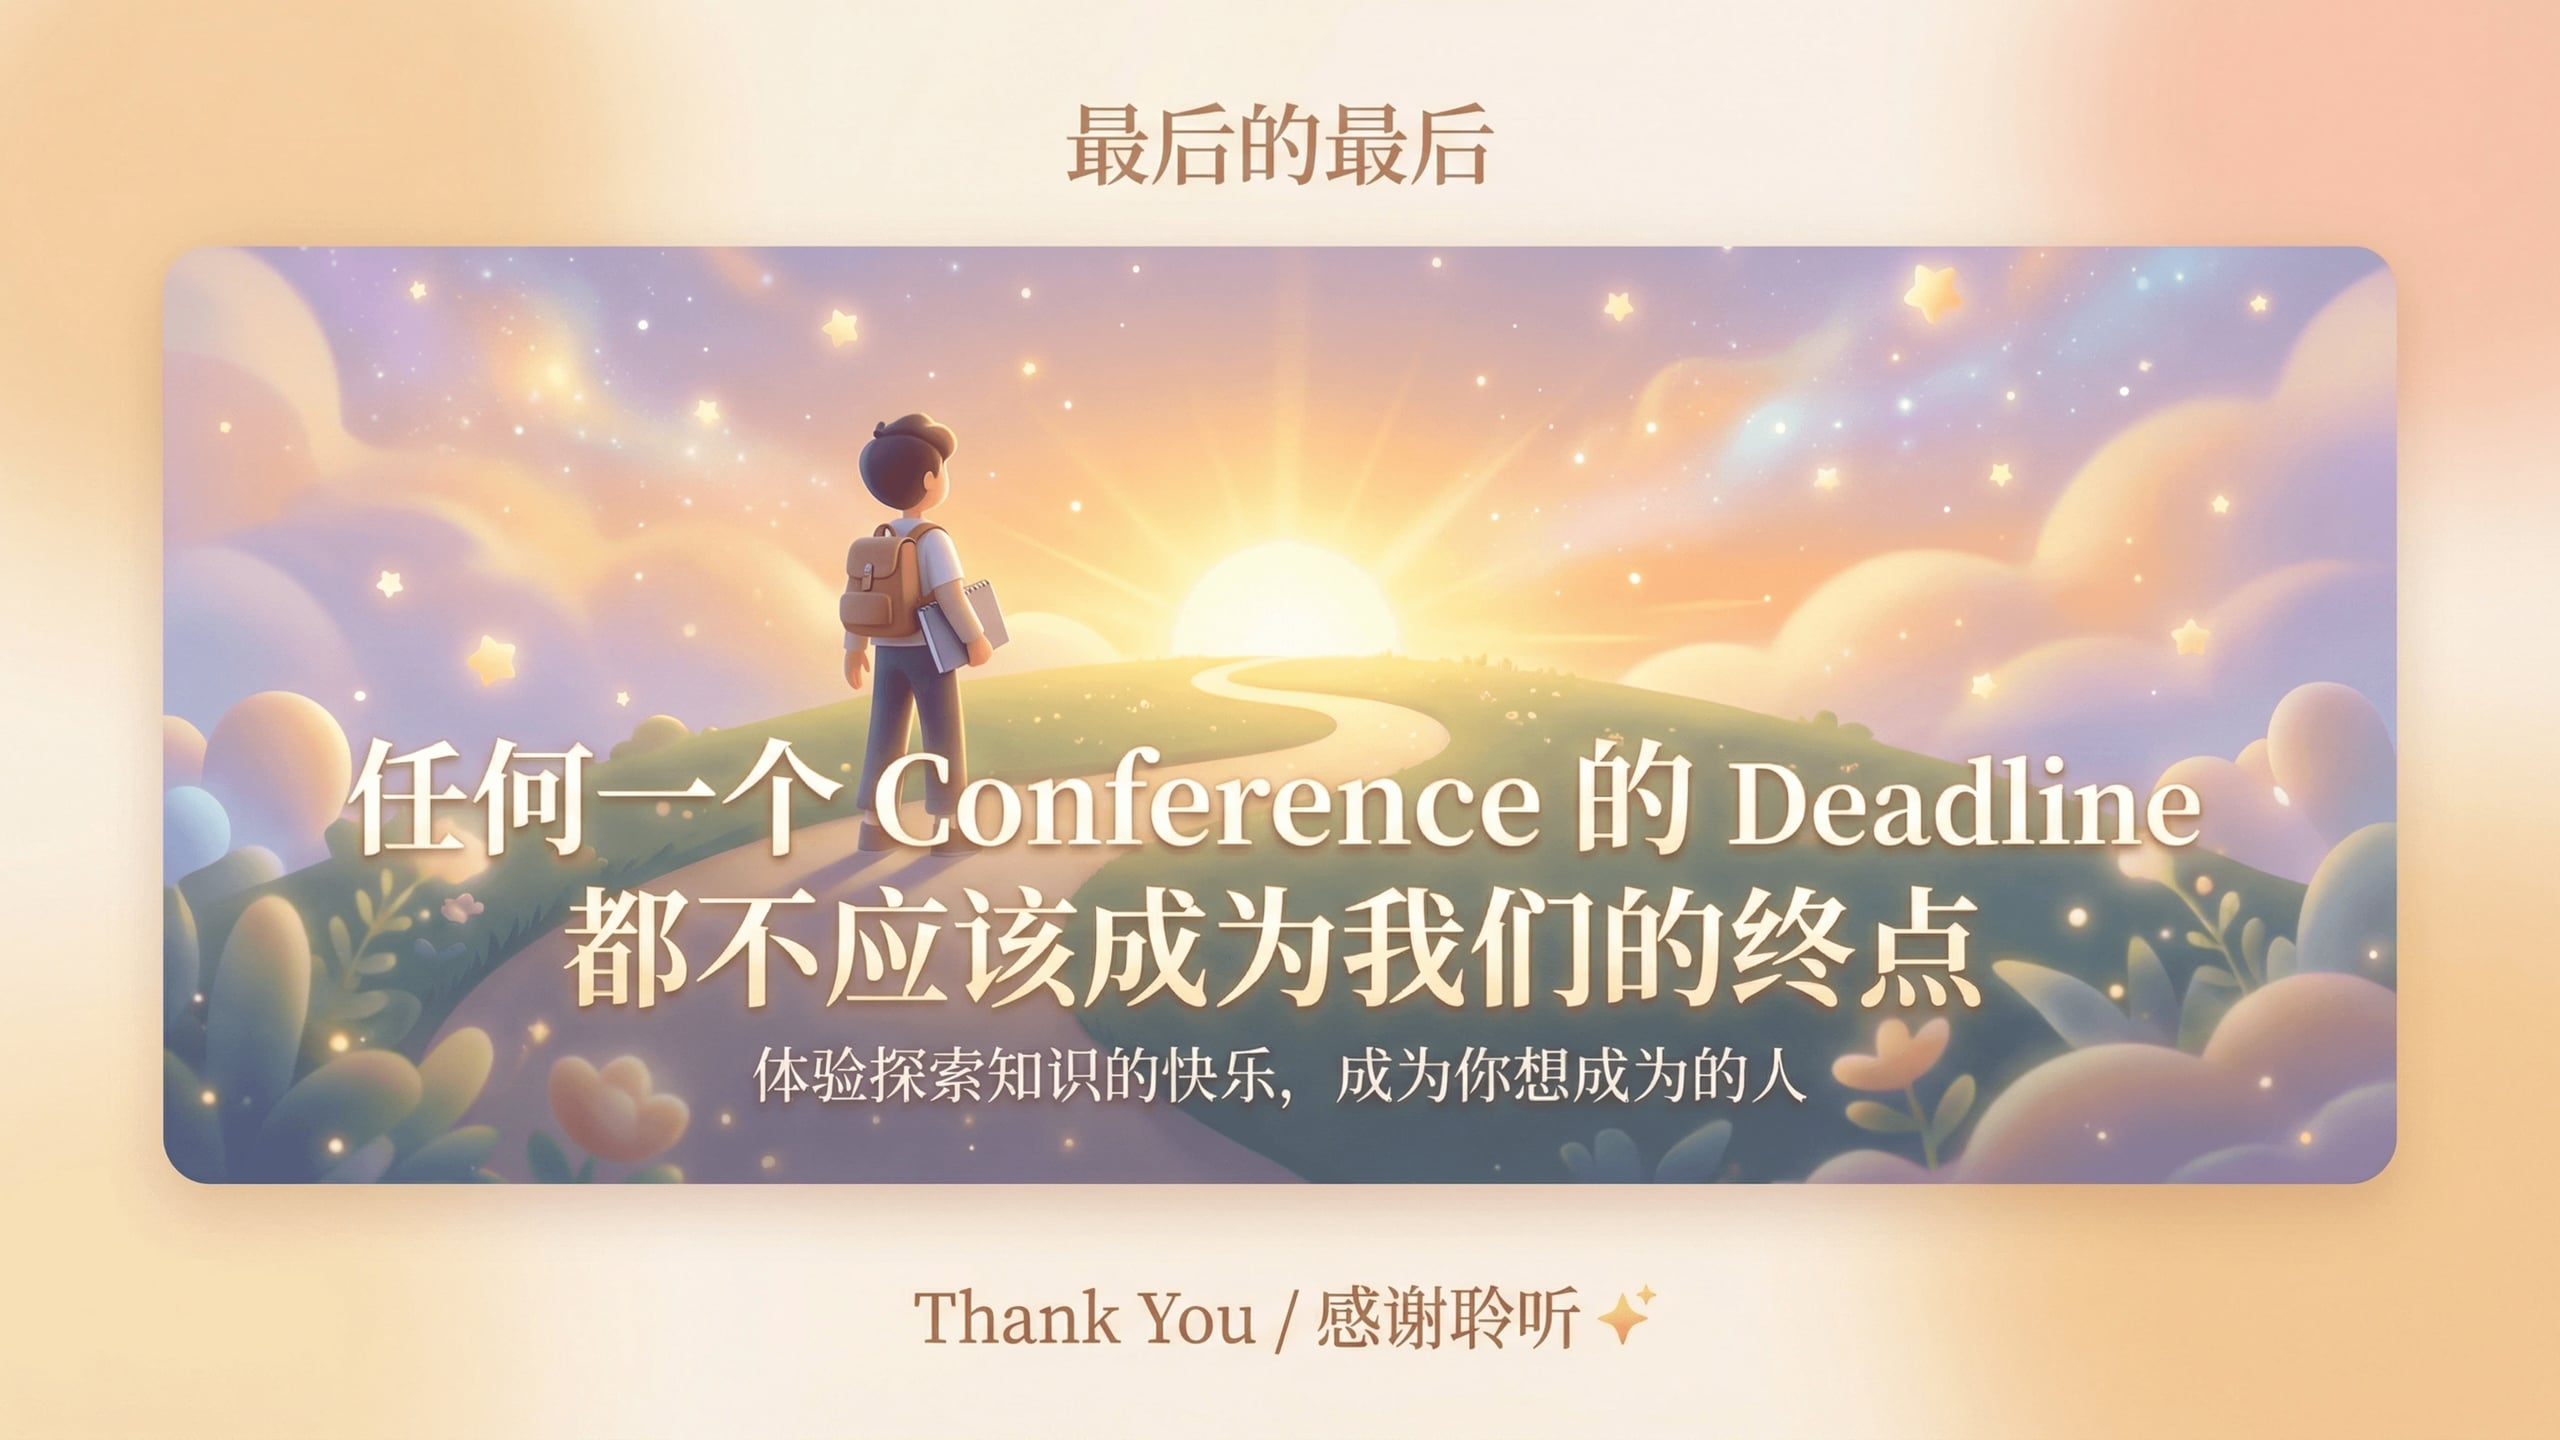 最后的最后
任何一个 Conference 的 Deadline
都不应该成为我们的终点
体验探索知识的快乐，成为你想成为的人
Thank You / 感谢聆听